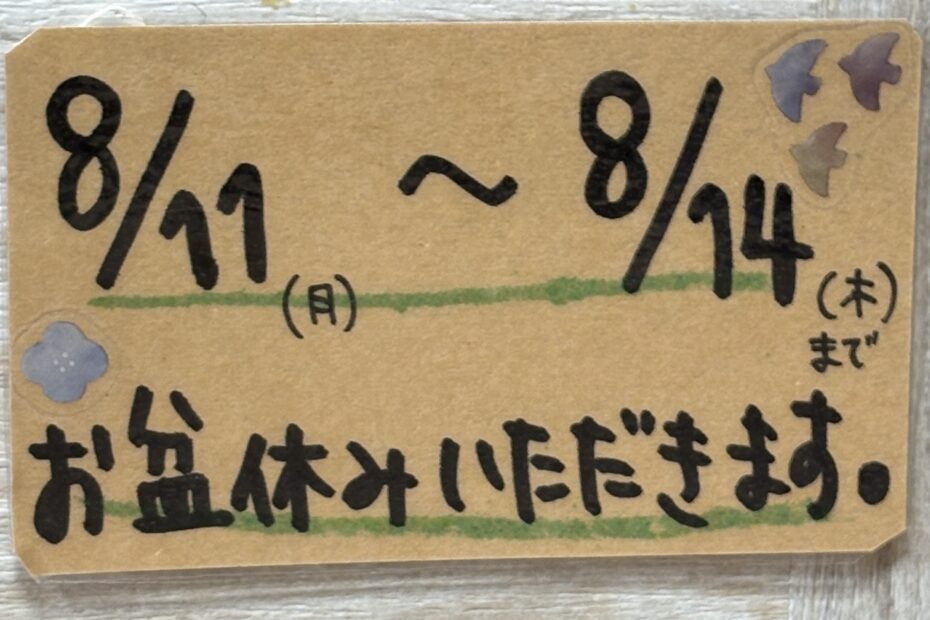 8/11(月) ～ 8/14(木)
まで
お盆休みいただきます。